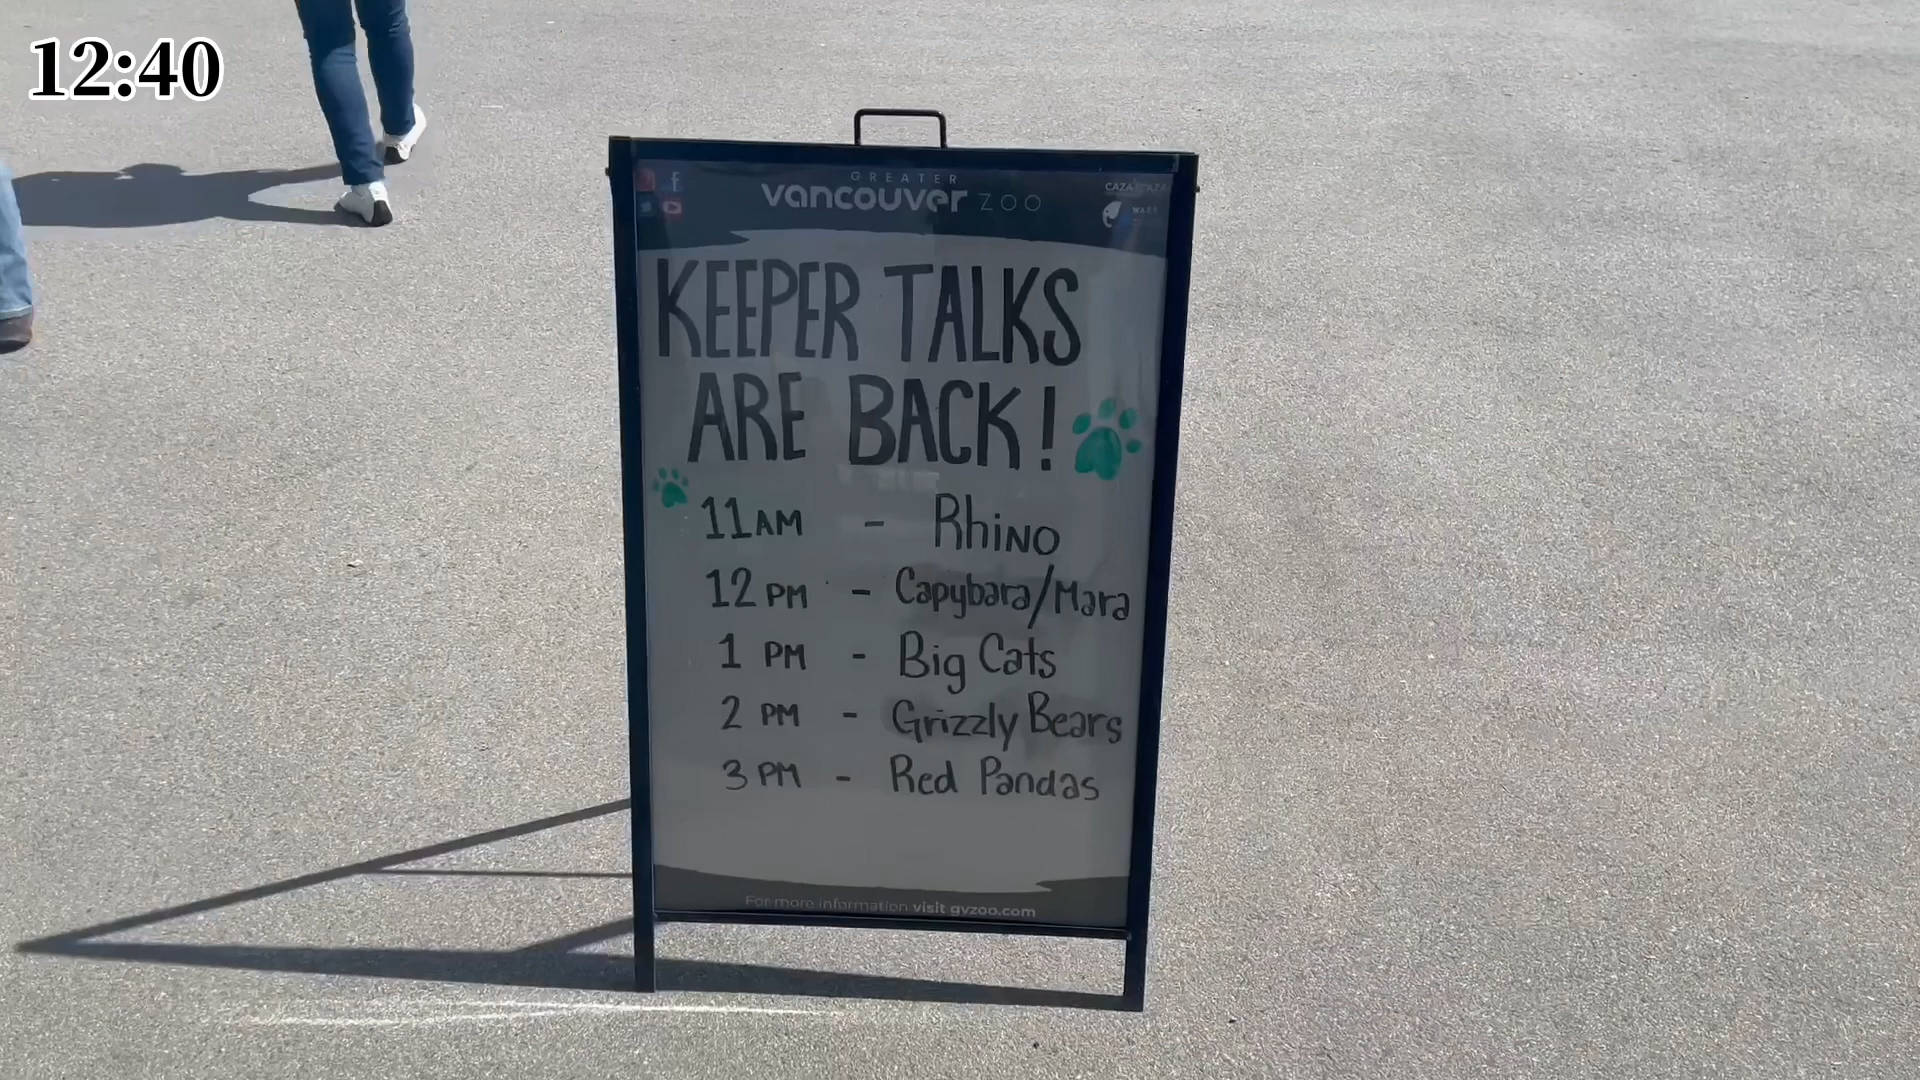 12:40
GREATER
vancouver ZOO
CAZA
KEEPER TALKS
ARE BACK!
11AM - Rhino
12 PM - Capybara/Mara
1 PM - Big Cats
2 PM - Grizzly Bears
3 PM - Red Pandas
For more information visit gvzoo.com